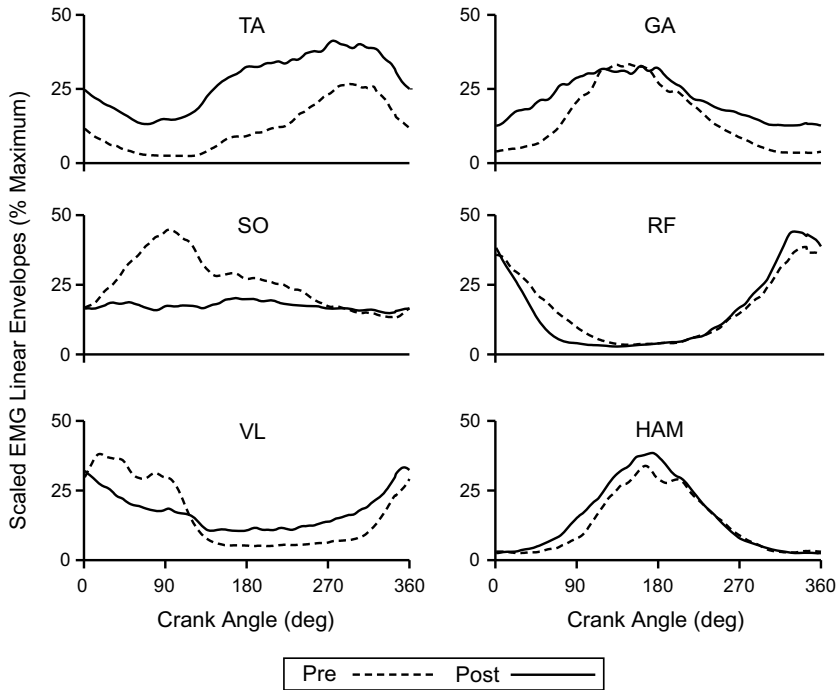 Scaled EMG Linear Envelopes (% Maximum)
TA
50
25
0
GA
50
25
0
SO
50
25
0
RF
50
25
0
VL
50
25
0
0 90 180 270 360
Crank Angle (deg)
HAM
50
25
0
0 90 180 270 360
Crank Angle (deg)
Pre Post